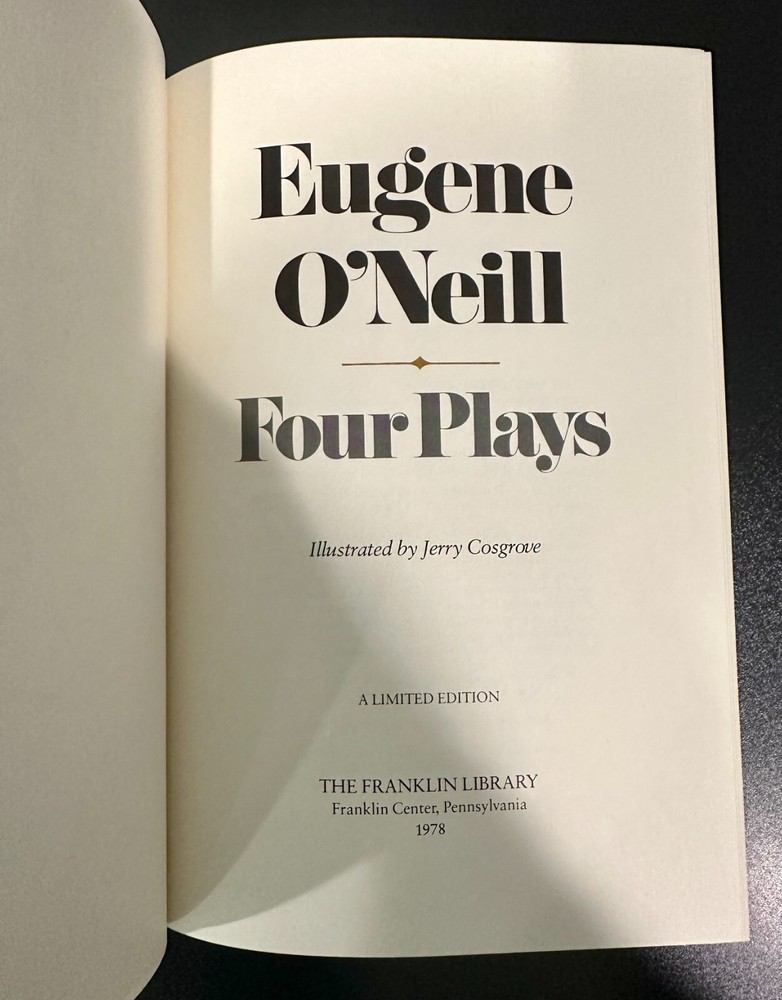 Eugene
O'Neill
Four Plays
Illustrated by Jerry Cosgrove
A LIMITED EDITION
THE FRANKLIN LIBRARY
Franklin Center, Pennsylvania
1978